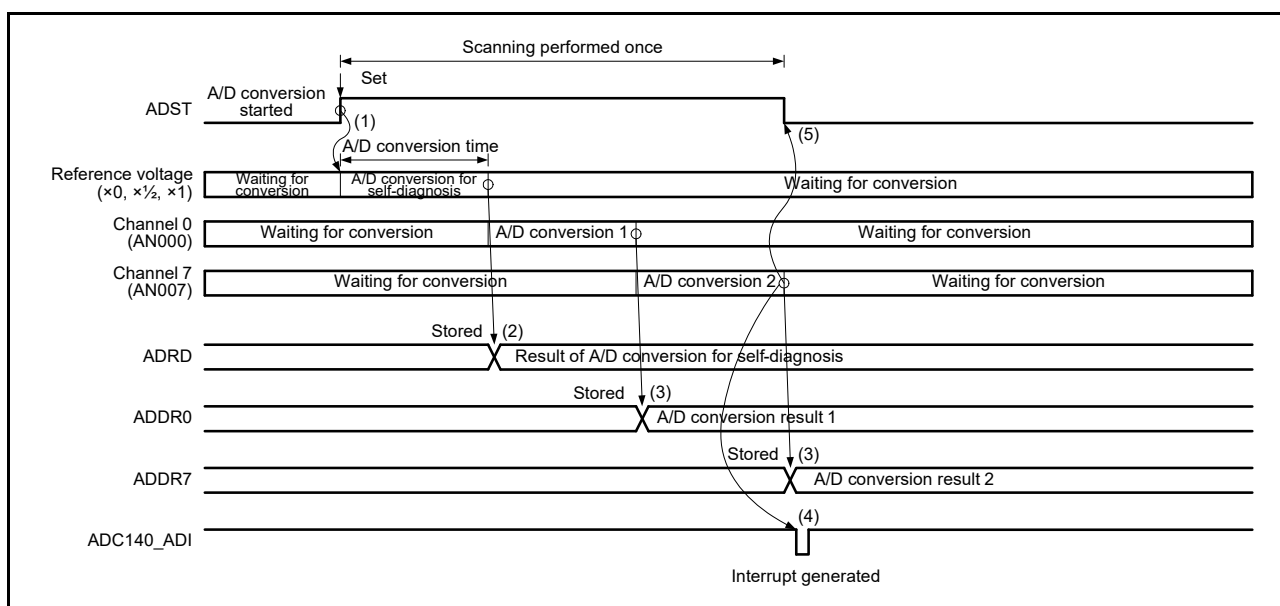 Scanning performed once
Set
ADST
A/D conversion
started
(1)
(5)
A/D conversion time
Reference voltage
(×0, ×½, ×1)
Waiting for
conversion
A/D conversion for
self-diagnosis
Waiting for conversion
Channel 0
(AN000)
Waiting for conversion
A/D conversion 1
Waiting for conversion
Channel 7
(AN007)
Waiting for conversion
A/D conversion 2
Waiting for conversion
Stored
(2)
ADRD
Result of A/D conversion for self-diagnosis
Stored
(3)
ADDR0
A/D conversion result 1
Stored
(3)
ADDR7
A/D conversion result 2
(4)
ADC140_ADI
Interrupt generated